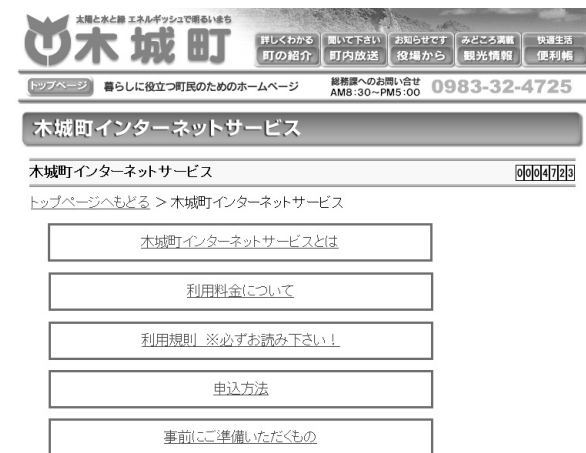 太陽と水と緑 エネルギッシュで明るいまち
木城町
詳しくわかる 聞いて下さい お知らせです みどころ満載 快適生活
町の紹介 町内放送 役場から 観光情報 便利帳
トップページ 暮らしに役立つ町民のためのホームページ 総務課へのお問い合せ
AM8:30～PM5:00 0983-32-4725
木城町インターネットサービス
木城町インターネットサービス 0004723
トップページへもどる ＞木城町インターネットサービス
木城町インターネットサービスとは
利用料金について
利用規則 ※必ずお読み下さい！
申込方法
事前にご準備いただくもの